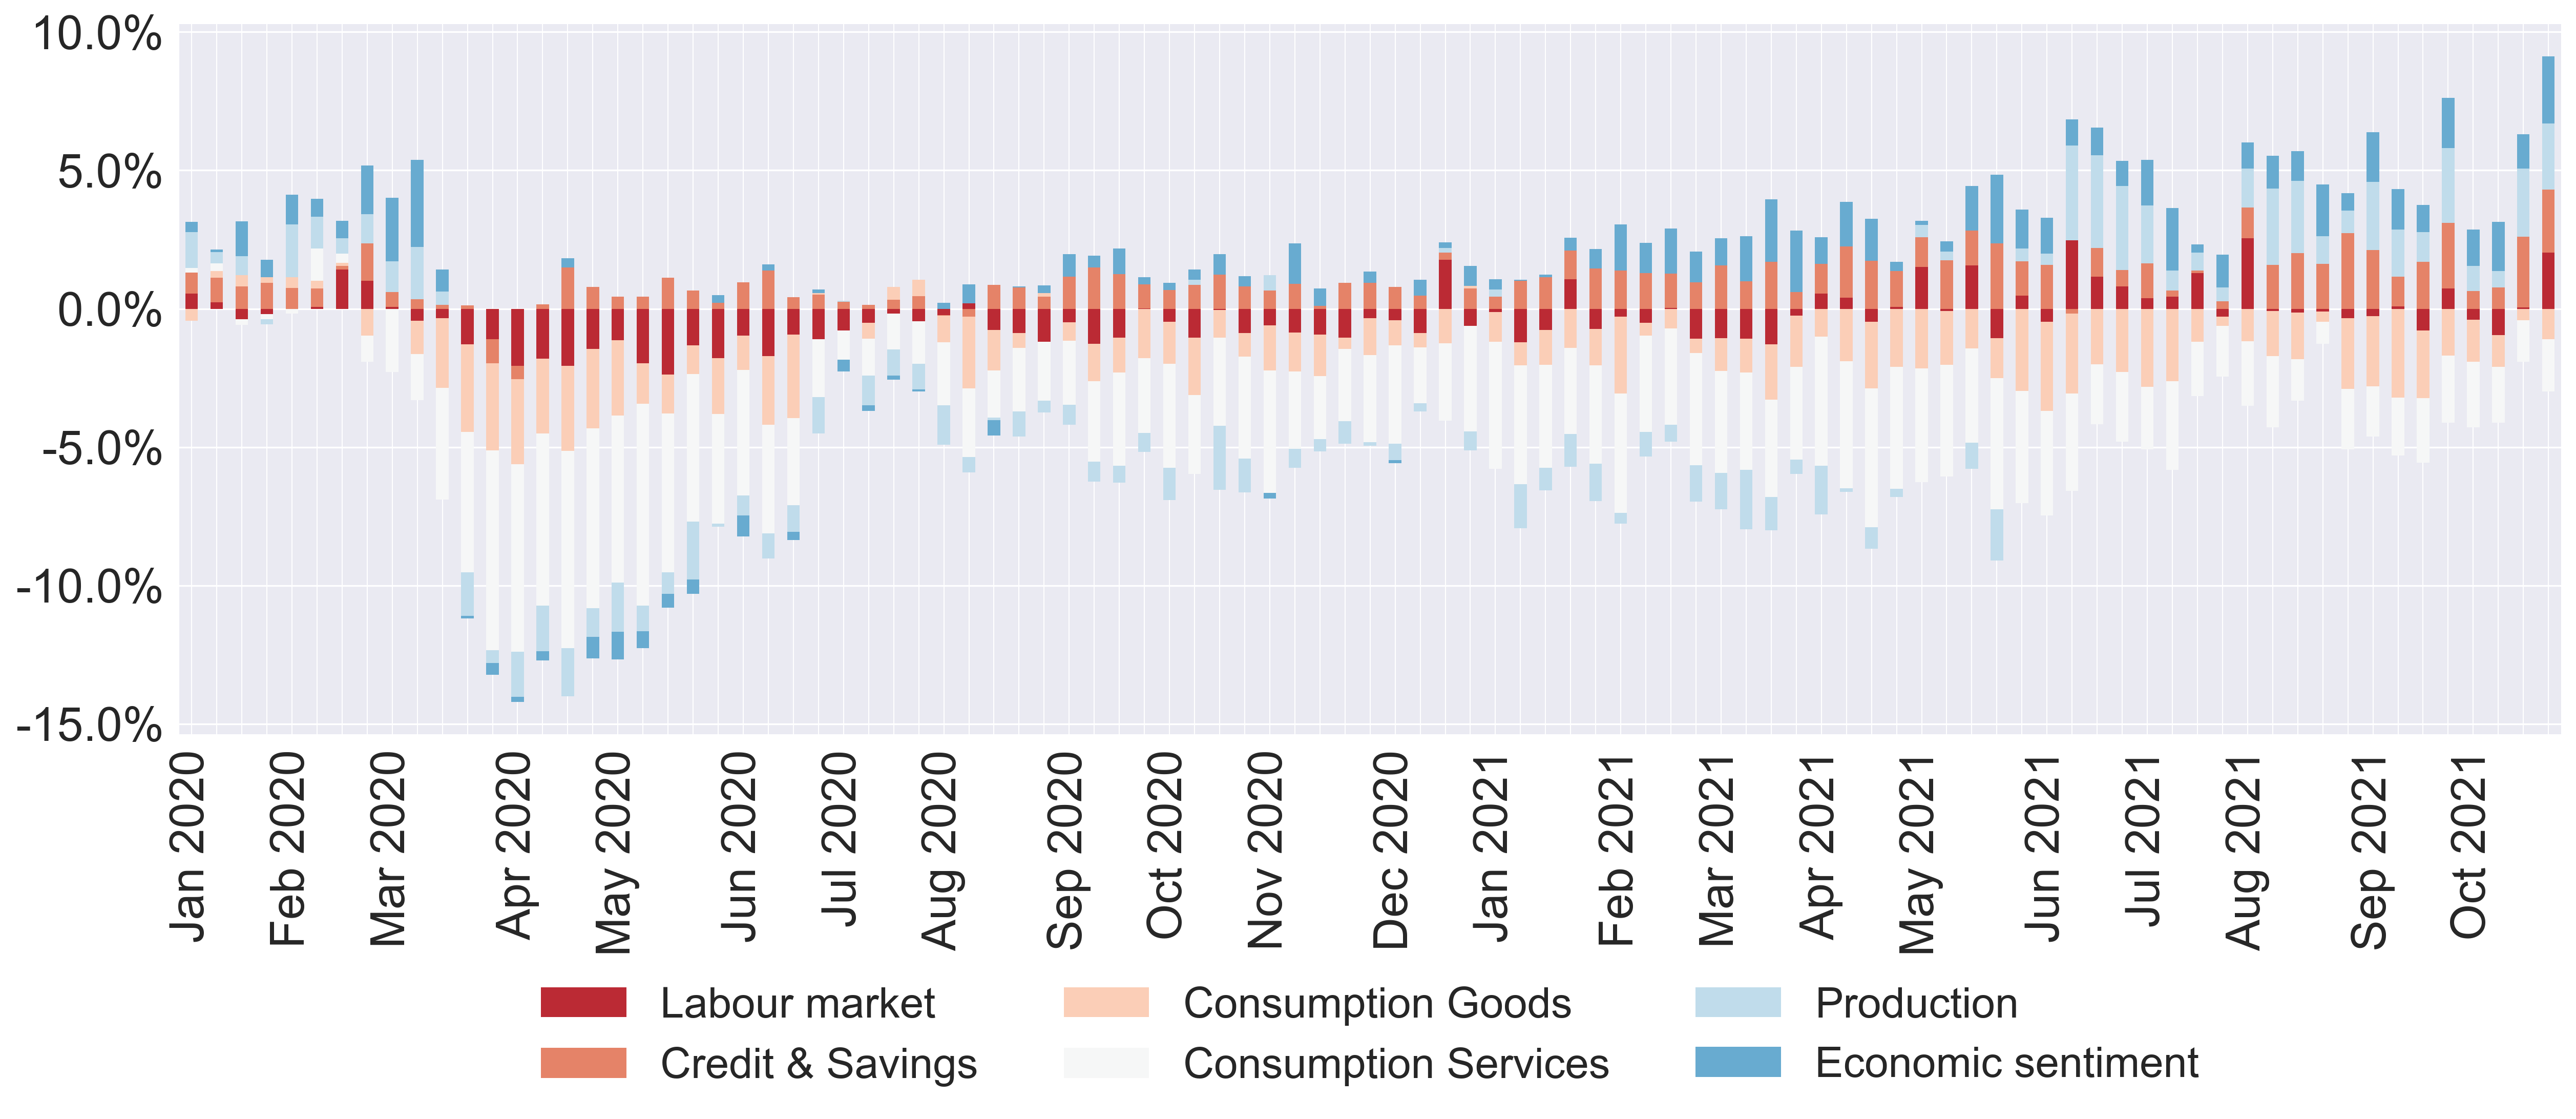 10.0%
5.0%
0.0%
-5.0%
-10.0%
-15.0%
Jan 2020
Feb 2020
Mar 2020
Apr 2020
May 2020
Jun 2020
Jul 2020
Aug 2020
Sep 2020
Oct 2020
Nov 2020
Dec 2020
Jan 2021
Feb 2021
Mar 2021
Apr 2021
May 2021
Jun 2021
Jul 2021
Aug 2021
Sep 2021
Oct 2021
Labour market
Consumption Goods
Production
Credit & Savings
Consumption Services
Economic sentiment